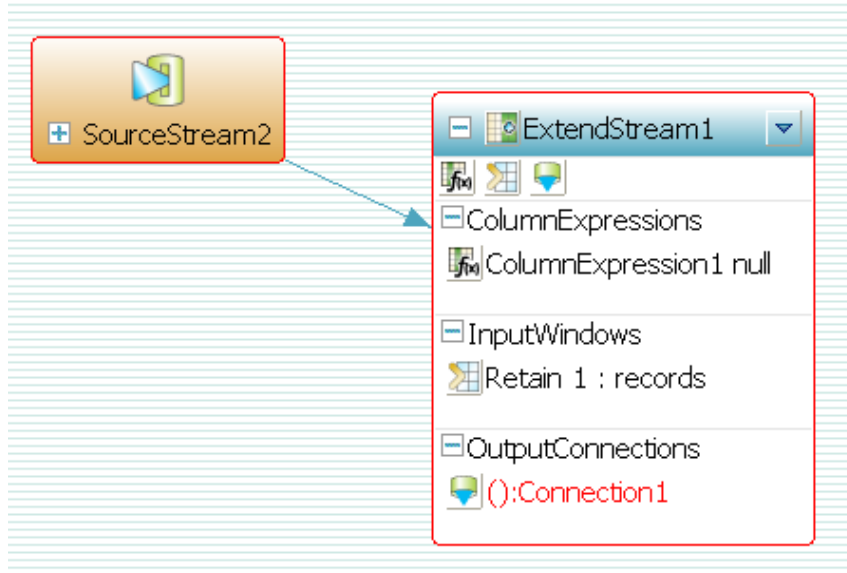 SourceStream2
ExtendStream1
ColumnExpressions
f(x) ColumnExpression1 null
InputWindows
Retain 1 : records
OutputConnections
():Connection1